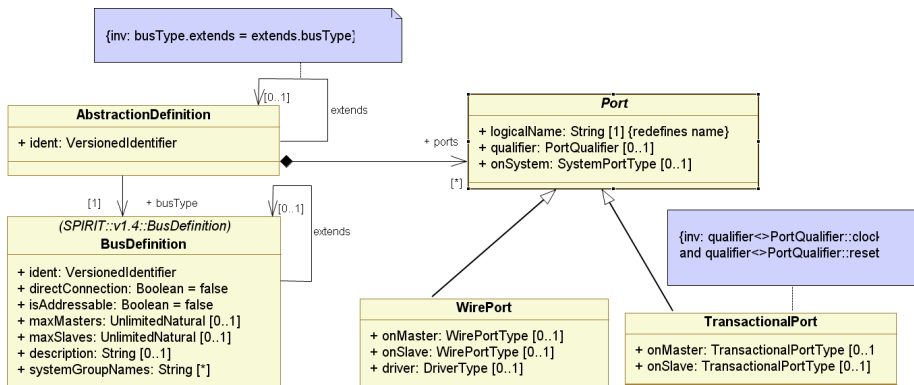 {inv: busType.extends = extends.busType}
[0..1]
extends
AbstractionDefinition
+ ident: VersionedIdentifier
+ ports
[*]
Port
+ logicalName: String [1] {redefines name}
+ qualifier: PortQualifier [0..1]
+ onSystem: SystemPortType [0..1]
[1]
+ busType
[0..1]
extends
(SPIRIT::v1.4::BusDefinition)
BusDefinition
+ ident: VersionedIdentifier
+ directConnection: Boolean = false
+ isAddressable: Boolean = false
+ maxMasters: UnlimitedNatural [0..1]
+ maxSlaves: UnlimitedNatural [0..1]
+ description: String [0..1]
+ systemGroupNames: String [*]
{inv: qualifier<>PortQualifier::clock
and qualifier<>PortQualifier::reset
WirePort
+ onMaster: WirePortType [0..1]
+ onSlave: WirePortType [0..1]
+ driver: DriverType [0..1]
TransactionalPort
+ onMaster: TransactionalPortType [0..1
+ onSlave: TransactionalPortType [0..1]